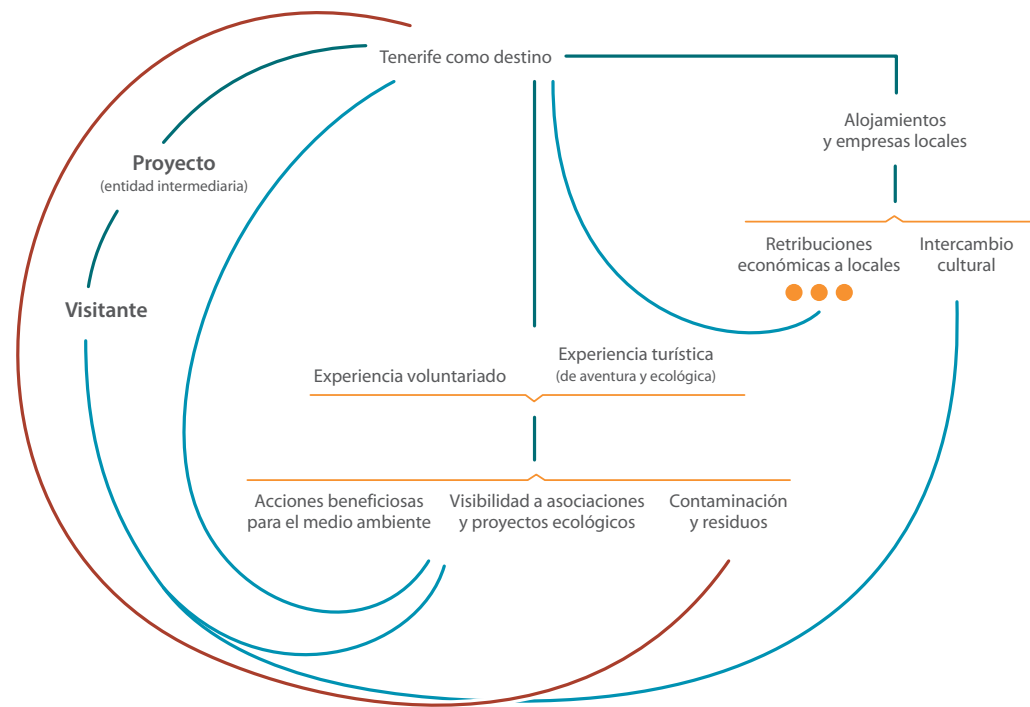 Tenerife como destino
Alojamientos
y empresas locales
Proyecto
(entidad intermediaria)
Retribuciones
económicas a locales
Intercambio
cultural
Visitante
Experiencia voluntariado
Experiencia turística
(de aventura y ecológica)
Acciones beneficiosas
para el medio ambiente
Visibilidad a asociaciones
y proyectos ecológicos
Contaminación
y residuos